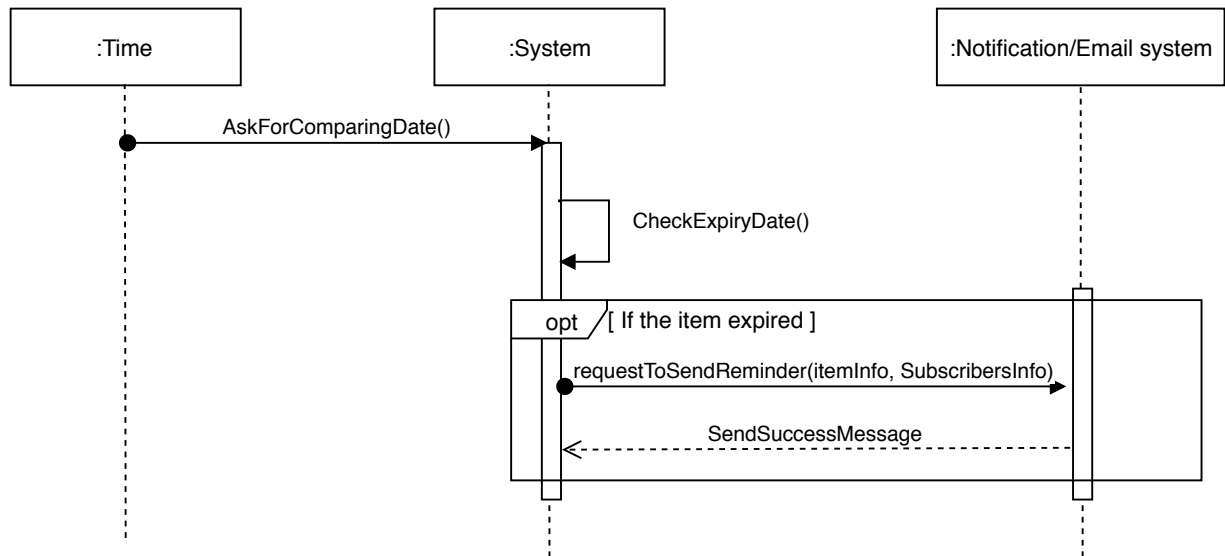 :Time
:System
:Notification/Email system
AskForComparingDate()
CheckExpiryDate()
opt
[ If the item expired ]
requestToSendReminder(itemInfo, SubscribersInfo)
SendSuccessMessage